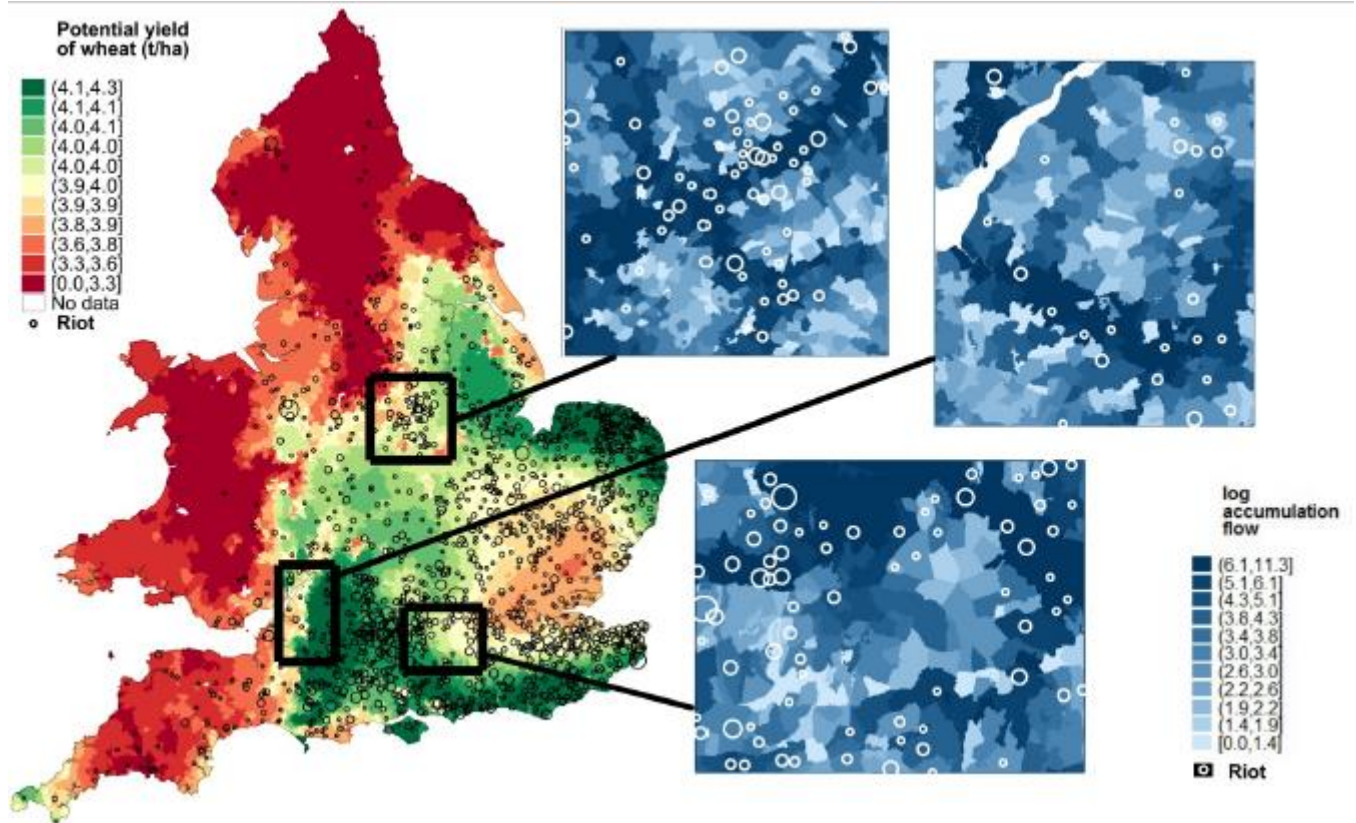 Potential yield
of wheat (t/ha)
(4.1,4.3]
(4.1,4.1]
(4.0,4.1]
(4.0,4.0]
(4.0,4.0]
(3.9,4.0]
(3.9,3.9]
(3.8,3.9]
(3.6,3.8]
(3.3,3.6]
[0.0,3.3]
No data
Riot
log
accumulation
flow
(6.1,11.3]
(5.1,6.1]
(4.3,5.1]
(3.8,4.3]
(3.4,3.8]
(3.0,3.4]
(2.6,3.0]
(2.2,2.6]
(1.9,2.2]
(1.4,1.9]
[0.0,1.4]
Riot